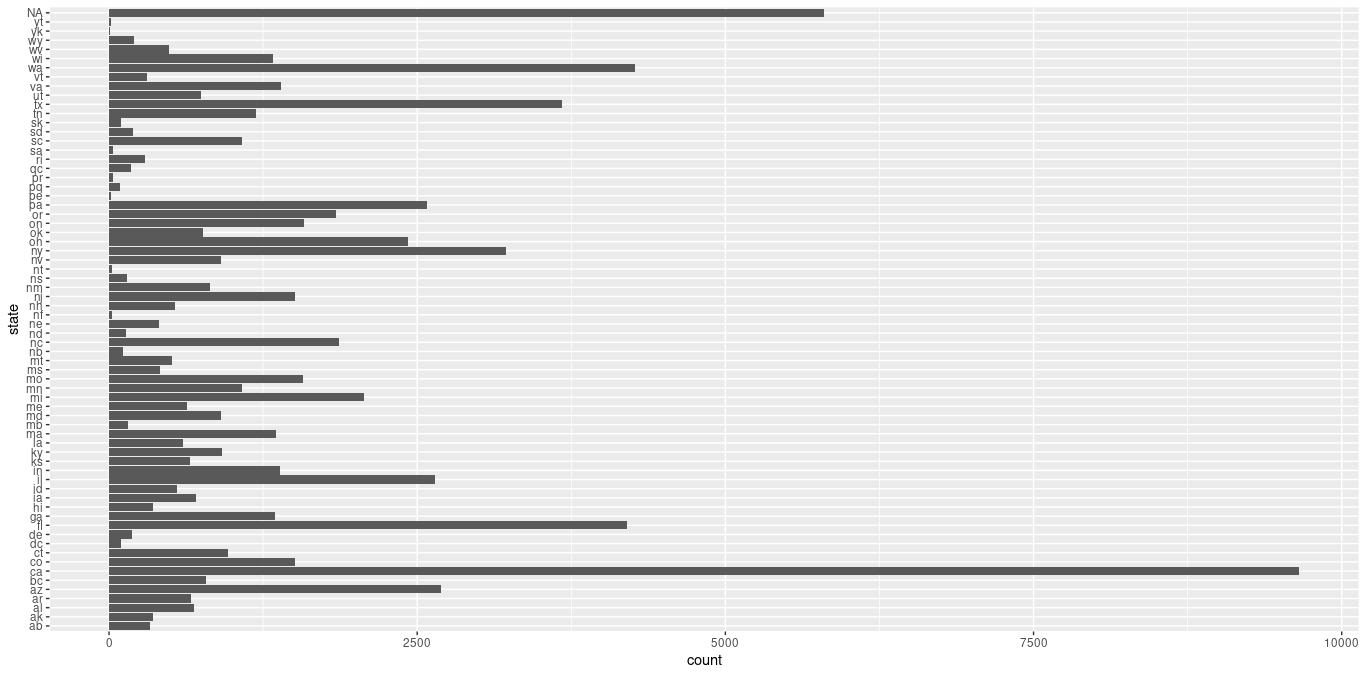 NA
yt
yk
wy
wv
wi
wa
vt
va
ut
tx
tn
sk
sd
sc
sa
ri
qc
pr
pq
pe
pa
or
on
ok
oh
ny
nv
nt
ns
nm
nj
nh
nf
ne
nd
nc
nb
mt
ms
mo
mn
mi
me
md
mb
ma
la
ky
ks
in
il
id
ia
hi
ga
fl
de
dc
ct
co
ca
bc
az
ar
al
ak
ab
state
0 2500 5000 7500 10000
count